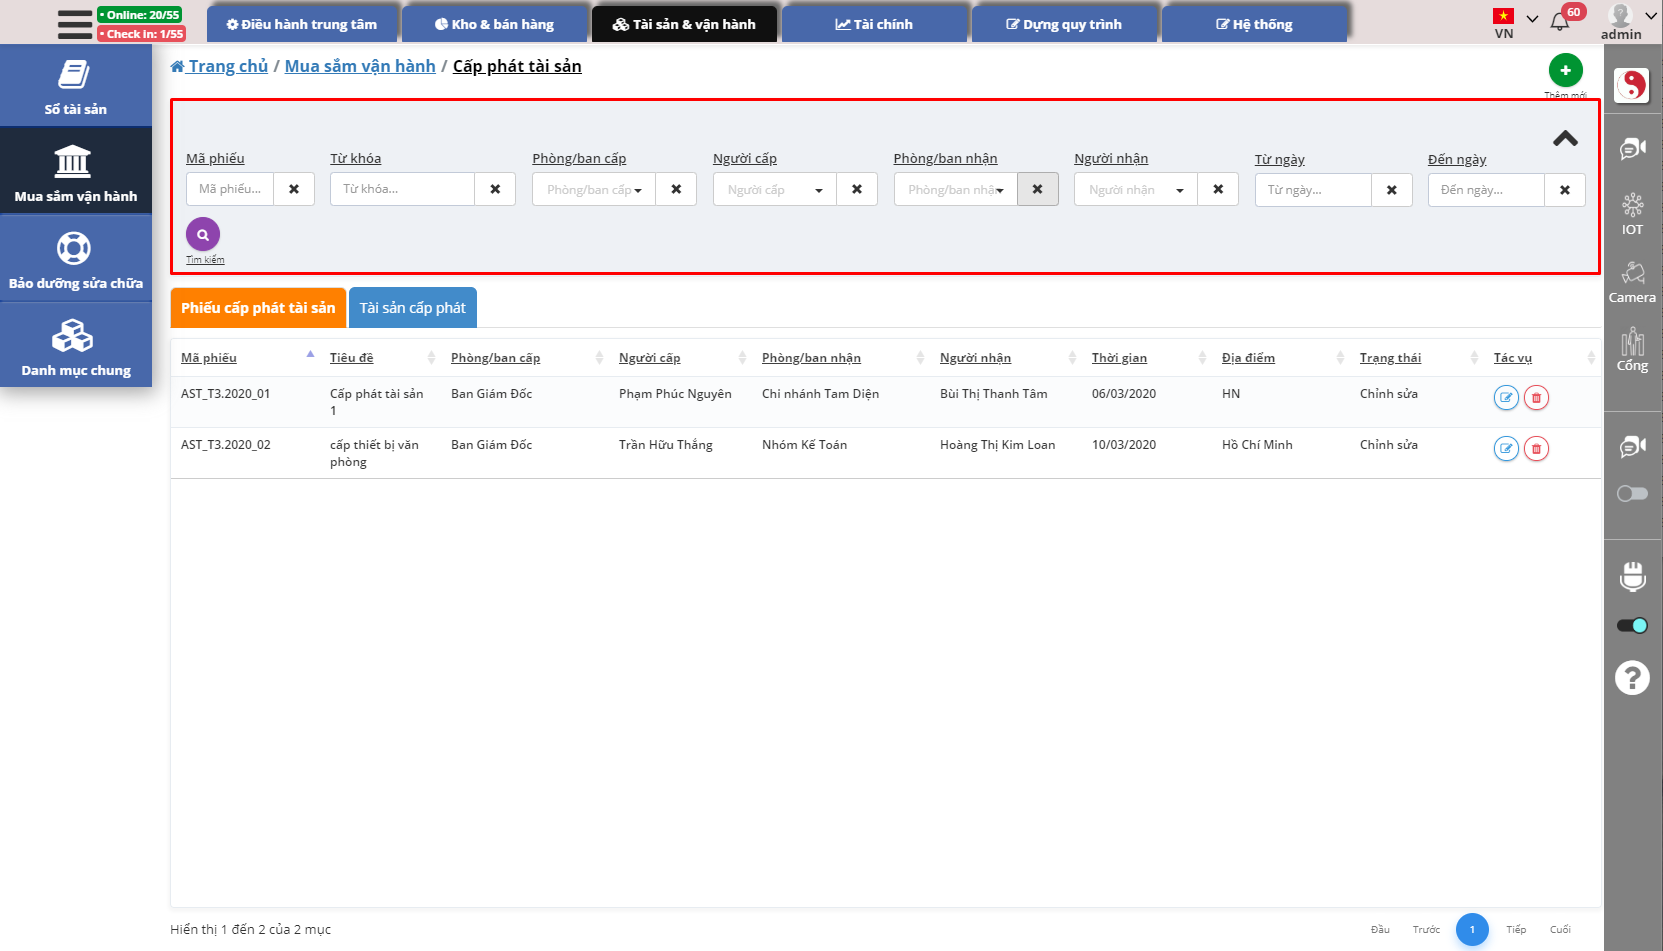 Online: 20/55
Check in: 1/55
Điều hành trung tâm
Kho & bán hàng
Tài sản & vận hành
Tài chính
Dựng quy trình
Hệ thống
VN
60
admin
Sổ tài sản
Mua sắm vận hành
Bảo dưỡng sửa chữa
Danh mục chung
Trang chủ / Mua sắm vận hành / Cấp phát tài sản
Thêm mới
Mã phiếu Từ khóa Phòng/ban cấp Người cấp Phòng/ban nhận Người nhận Từ ngày Đến ngày
Mã phiếu... Từ khóa... Phòng/ban cấp Người cấp Phòng/ban nhận Người nhận Từ ngày... Đến ngày...
Tìm kiếm
Phiếu cấp phát tài sản Tài sản cấp phát
Mã phiếu Tiêu đề Phòng/ban cấp Người cấp Phòng/ban nhận Người nhận Thời gian Địa điểm Trạng thái Tác vụ
AST_T3.2020_01 Cấp phát tài sản Ban Giám Đốc Phạm Phúc Nguyên Chi nhánh Tam Diện Bùi Thị Thanh Tâm 06/03/2020 HN Chỉnh sửa
1
AST_T3.2020_02 cấp thiết bị văn Ban Giám Đốc Trần Hữu Thắng Nhóm Kế Toán Hoàng Thị Kim Loan 10/03/2020 Hồ Chí Minh Chỉnh sửa
phòng
IOT
Camera
Cổng
Hiển thị 1 đến 2 của 2 mục
Đầu Trước 1 Tiếp Cuối